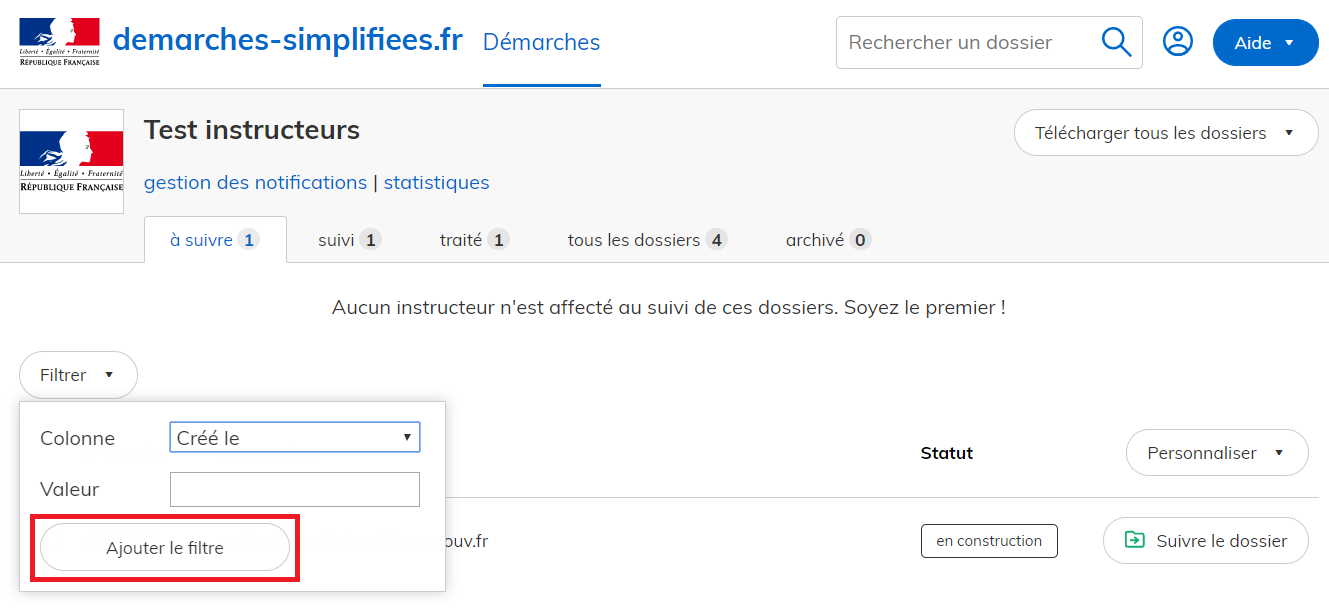 Liberté • Égalité • Fraternité
RÉPUBLIQUE FRANÇAISE
demarches-simplifiees.fr
Démarches
Rechercher un dossier
Aide
Liberté • Égalité • Fraternité
RÉPUBLIQUE FRANÇAISE
Test instructeurs
Télécharger tous les dossiers
gestion des notifications | statistiques
à suivre 1 suivi 1 traité 1 tous les dossiers 4 archivé 0
Aucun instructeur n'est affecté au suivi de ces dossiers. Soyez le premier !
Filtrer
Colonne Créé le
Statut Personnaliser
Valeur
Ajouter le filtre
ouv.fr en construction Suivre le dossier